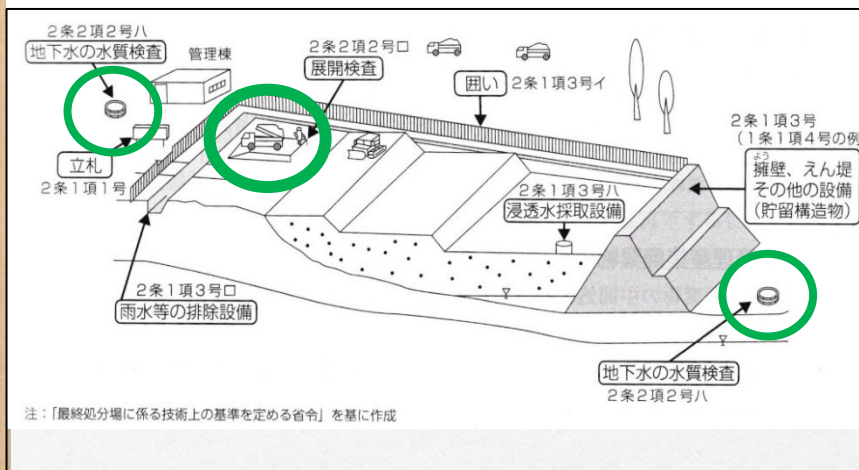 2条2項2号ハ
地下水の水質検査
管理棟
2条2項2号ロ
展開検査
囲い 2条1項3号イ
2条1項3号
(1条1項4号の例
よう
擁壁、えん堤
その他の設備
(貯留構造物)
立札
2条1項1号
2条1項3号ハ
浸透水採取設備
2条1項3号ロ
雨水等の排除設備
地下水の水質検査
2条2項2号ハ
注:「最終処分場に係る技術上の基準を定める省令」を基に作成